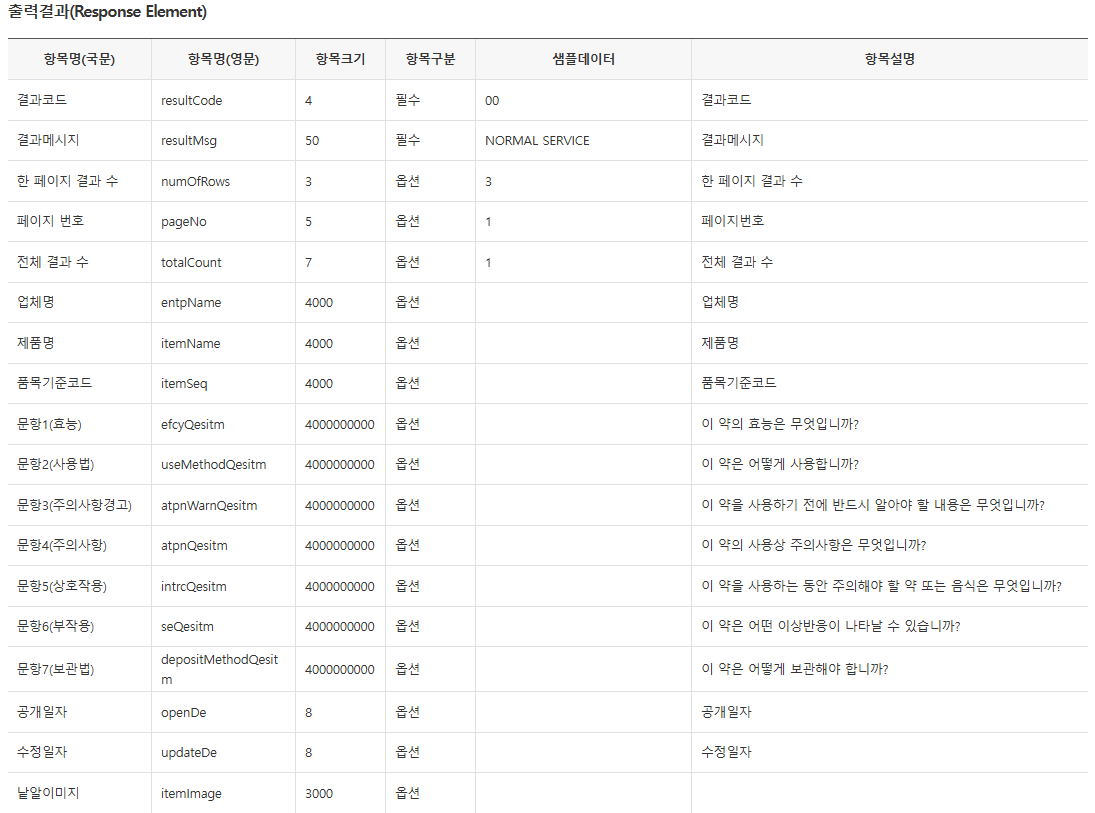 출력결과(Response Element)
항목명(국문) 항목명(영문) 항목크기 항목구분 샘플데이터 항목설명
결과코드 resultCode 4 필수 00 결과코드
결과메시지 resultMsg 50 필수 NORMAL SERVICE 결과메시지
한 페이지 결과 수 numOfRows 3 옵션 3 한 페이지 결과 수
페이지 번호 pageNo 5 옵션 1 페이지번호
전체 결과 수 totalCount 7 옵션 1 전체 결과 수
업체명 entpName 4000 옵션 업체명
제품명 itemName 4000 옵션 제품명
품목기준코드 itemSeq 4000 옵션 품목기준코드
문항1(효능) efcyQesitm 4000000000 옵션 이 약의 효능은 무엇입니까?
문항2(사용법) useMethodQesitm 4000000000 옵션 이 약은 어떻게 사용합니까?
문항3(주의사항경고) atpnWarnQesitm 4000000000 옵션 이 약을 사용하기 전에 반드시 알아야 할 내용은 무엇입니까?
문항4(주의사항) atpnQesitm 4000000000 옵션 이 약의 사용상 주의사항은 무엇입니까?
문항5(상호작용) intrcQesitm 4000000000 옵션 이 약을 사용하는 동안 주의해야 할 약 또는 음식은 무엇입니까?
문항6(부작용) seQesitm 4000000000 옵션 이 약은 어떤 이상반응이 나타날 수 있습니까?
문항7(보관법) depositMethodQesit
m 4000000000 옵션 이 약은 어떻게 보관해야 합니까?
공개일자 openDe 8 옵션 공개일자
수정일자 updateDe 8 옵션 수정일자
낱알이미지 itemImage 3000 옵션